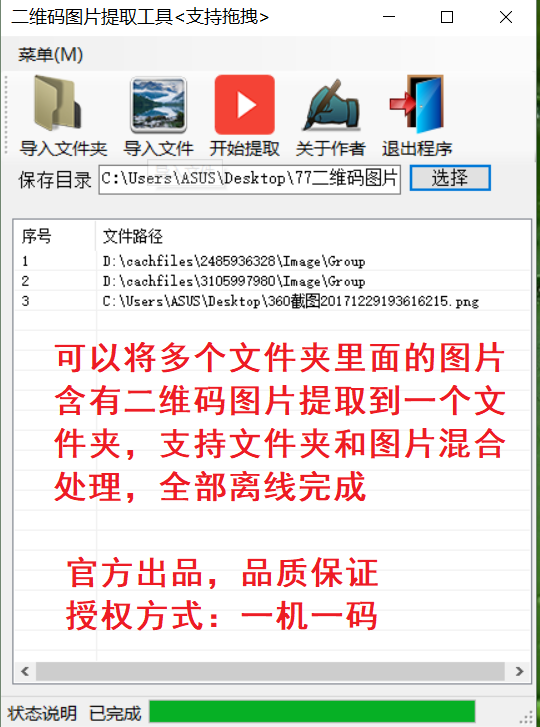 二维码图片提取工具<支持拖拽>
菜单(M)
导入文件夹 导入文件 开始提取 关于作者 退出程序
保存目录 C:\Users\ASUS\Desktop\77二维码图片 选择
序号 文件路径
1 D:\cachfiles\2485936328\Image\Group
2 D:\cachfiles\3105997980\Image\Group
3 C:\Users\ASUS\Desktop\360截图20171229193616215.png
可以将多个文件夹里面的图片
含有二维码图片提取到一个文
件夹，支持文件夹和图片混合
处理，全部离线完成
官方出品，品质保证
授权方式：一机一码
状态说明 已完成